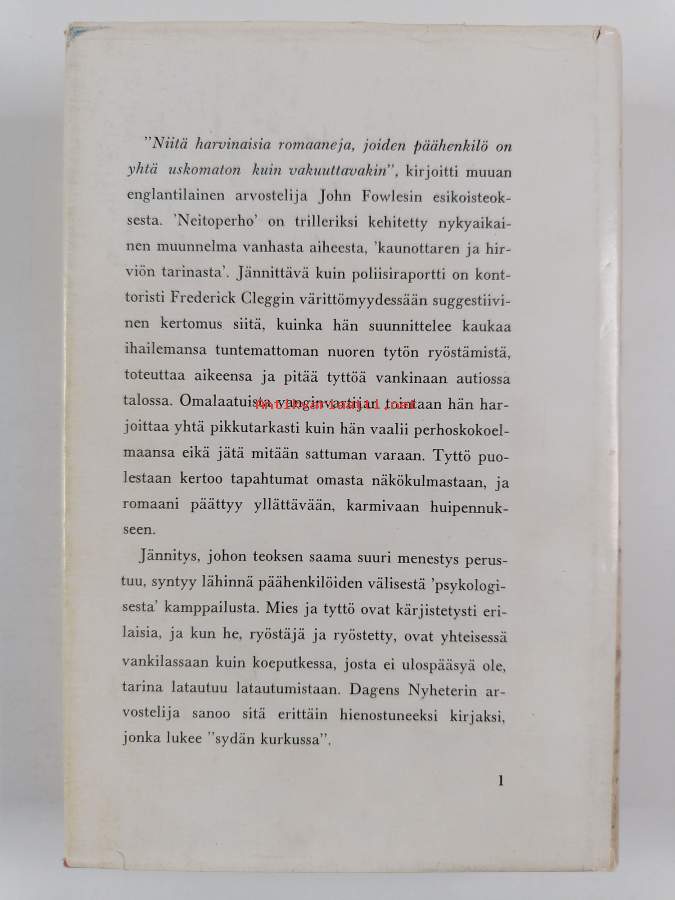 "Niitä harvinaisia romaaneja, joiden päähenkilö on
yhtä uskomaton kuin vakuuttavakin", kirjoitti muuan
englantilainen arvostelija John Fowlesin esikoisteok-
sesta. 'Neitoperho' on trilleriksi kehitetty nykyaikai-
nen muunnelma vanhasta aiheesta, 'kaunottaren ja hir-
viön tarinasta'. Jännittävä kuin poliisiraportti on kont-
toristi Frederick Cleggin värittömyydessään suggestiivi-
nen kertomus siitä, kuinka hän suunnittelee kaukaa
ihailemansa tuntemattoman nuoren tytön ryöstämistä,
toteuttaa aikeensa ja pitää tyttöä vankinaan autiossa
talossa. Omalaatuista vanginvartijan tointaan hän har-
Antikvariaatti.net
joittaa yhtä pikkutarkasti kuin hän vaalii perhoskokoel-
maansa eikä jätä mitään sattuman varaan. Tyttö puo-
lestaan kertoo tapahtumat omasta näkökulmastaan, ja
romaani päättyy yllättävään, karmivaan huipennuk-
seen.
Jännitys, johon teoksen saama suuri menestys perus-
tuu, syntyy lähinnä päähenkilöiden välisestä 'psykologi-
sesta' kamppailusta. Mies ja tyttö ovat kärjistetysti eri-
laisia, ja kun he, ryöstäjä ja ryöstetty, ovat yhteisessä
vankilassaan kuin koeputkessa, josta ei ulospääsyä ole,
tarina latautuu latautumistaan. Dagens Nyheterin ar-
vostelija sanoo sitä erittäin hienostuneeksi kirjaksi,
jonka lukee "sydän kurkussa".
1